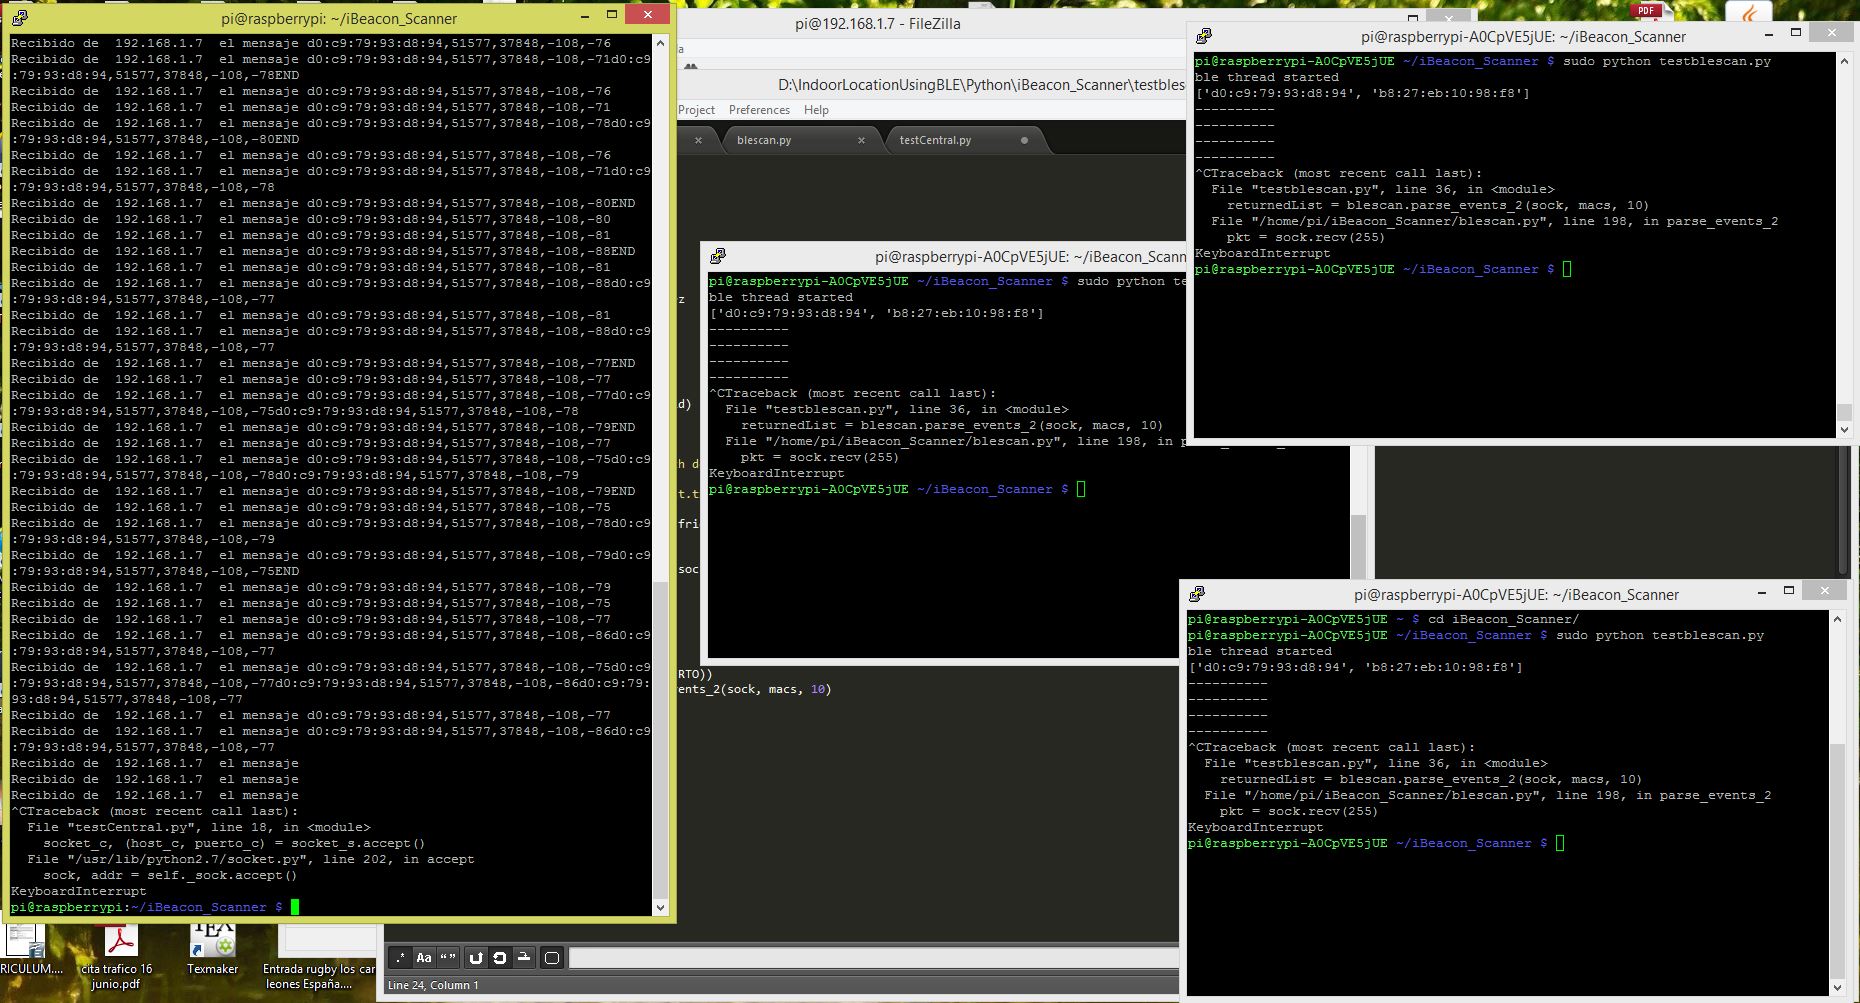 pi@raspberrypi: ~/iBeacon_Scanner
Recibido de  192.168.1.7  el mensaje d0:c9:79:93:d8:94,51577,37848,-108,-76
Recibido de  192.168.1.7  el mensaje d0:c9:79:93:d8:94,51577,37848,-108,-71d0:c9
:79:93:d8:94,51577,37848,-108,-78END
Recibido de  192.168.1.7  el mensaje d0:c9:79:93:d8:94,51577,37848,-108,-76
Recibido de  192.168.1.7  el mensaje d0:c9:79:93:d8:94,51577,37848,-108,-71
Recibido de  192.168.1.7  el mensaje d0:c9:79:93:d8:94,51577,37848,-108,-78d0:c9
:79:93:d8:94,51577,37848,-108,-80END
Recibido de  192.168.1.7  el mensaje d0:c9:79:93:d8:94,51577,37848,-108,-76
Recibido de  192.168.1.7  el mensaje d0:c9:79:93:d8:94,51577,37848,-108,-71d0:c9
:79:93:d8:94,51577,37848,-108,-78
Recibido de  192.168.1.7  el mensaje d0:c9:79:93:d8:94,51577,37848,-108,-80END
Recibido de  192.168.1.7  el mensaje d0:c9:79:93:d8:94,51577,37848,-108,-80
Recibido de  192.168.1.7  el mensaje d0:c9:79:93:d8:94,51577,37848,-108,-81
Recibido de  192.168.1.7  el mensaje d0:c9:79:93:d8:94,51577,37848,-108,-88END
Recibido de  192.168.1.7  el mensaje d0:c9:79:93:d8:94,51577,37848,-108,-81
Recibido de  192.168.1.7  el mensaje d0:c9:79:93:d8:94,51577,37848,-108,-88d0:c9
:79:93:d8:94,51577,37848,-108,-77
Recibido de  192.168.1.7  el mensaje d0:c9:79:93:d8:94,51577,37848,-108,-81
Recibido de  192.168.1.7  el mensaje d0:c9:79:93:d8:94,51577,37848,-108,-88d0:c9
:79:93:d8:94,51577,37848,-108,-77
Recibido de  192.168.1.7  el mensaje d0:c9:79:93:d8:94,51577,37848,-108,-77END
Recibido de  192.168.1.7  el mensaje d0:c9:79:93:d8:94,51577,37848,-108,-77
Recibido de  192.168.1.7  el mensaje d0:c9:79:93:d8:94,51577,37848,-108,-77d0:c9
:79:93:d8:94,51577,37848,-108,-75d0:c9:79:93:d8:94,51577,37848,-108,-78
Recibido de  192.168.1.7  el mensaje d0:c9:79:93:d8:94,51577,37848,-108,-79END
Recibido de  192.168.1.7  el mensaje d0:c9:79:93:d8:94,51577,37848,-108,-77
Recibido de  192.168.1.7  el mensaje d0:c9:79:93:d8:94,51577,37848,-108,-75d0:c9
:79:93:d8:94,51577,37848,-108,-78d0:c9:79:93:d8:94,51577,37848,-108,-79
Recibido de  192.168.1.7  el mensaje d0:c9:79:93:d8:94,51577,37848,-108,-79END
Recibido de  192.168.1.7  el mensaje d0:c9:79:93:d8:94,51577,37848,-108,-75
Recibido de  192.168.1.7  el mensaje d0:c9:79:93:d8:94,51577,37848,-108,-78d0:c9
:79:93:d8:94,51577,37848,-108,-79
Recibido de  192.168.1.7  el mensaje d0:c9:79:93:d8:94,51577,37848,-108,-79d0:c9
:79:93:d8:94,51577,37848,-108,-75END
Recibido de  192.168.1.7  el mensaje d0:c9:79:93:d8:94,51577,37848,-108,-79
Recibido de  192.168.1.7  el mensaje d0:c9:79:93:d8:94,51577,37848,-108,-75
Recibido de  192.168.1.7  el mensaje d0:c9:79:93:d8:94,51577,37848,-108,-77
Recibido de  192.168.1.7  el mensaje d0:c9:79:93:d8:94,51577,37848,-108,-86d0:c9
:79:93:d8:94,51577,37848,-108,-77
Recibido de  192.168.1.7  el mensaje d0:c9:79:93:d8:94,51577,37848,-108,-75d0:c9
:79:93:d8:94,51577,37848,-108,-77d0:c9:79:93:d8:94,51577,37848,-108,-86d0:c9:79:
93:d8:94,51577,37848,-108,-77
Recibido de  192.168.1.7  el mensaje d0:c9:79:93:d8:94,51577,37848,-108,-77
Recibido de  192.168.1.7  el mensaje d0:c9:79:93:d8:94,51577,37848,-108,-86d0:c9
:79:93:d8:94,51577,37848,-108,-77
Recibido de  192.168.1.7  el mensaje
Recibido de  192.168.1.7  el mensaje
Recibido de  192.168.1.7  el mensaje
^CTraceback (most recent call last):
  File "testCentral.py", line 18, in <module>
    socket_c, (host_c, puerto_c) = socket_s.accept()
  File "/usr/lib/python2.7/socket.py", line 202, in accept
    sock, addr = self._sock.accept()
KeyboardInterrupt
pi@raspberrypi:~/iBeacon_Scanner $
pi@192.168.1.7 - FileZilla
D:\IndoorLocationUsingBLE\Python\iBeacon_Scanner\testbles
Project Preferences Help
blescan.py
testCentral.py
z
d)
h d
t.t
fri
soc
RTO))
ents_2(sock, macs, 10)
Line 24, Column 1
pi@raspberrypi-A0CpVE5jUE: ~/iBeacon_Scann
pi@raspberrypi-A0CpVE5jUE ~/iBeacon_Scanner $ sudo python te
ble thread started
['d0:c9:79:93:d8:94', 'b8:27:eb:10:98:f8']
----------
----------
----------
----------
^CTraceback (most recent call last):
  File "testblescan.py", line 36, in <module>
    returnedList = blescan.parse_events_2(sock, macs, 10)
  File "/home/pi/iBeacon_Scanner/blescan.py", line 198, in p
    pkt = sock.recv(255)
KeyboardInterrupt
pi@raspberrypi-A0CpVE5jUE ~/iBeacon_Scanner $
PDF
pi@raspberrypi-A0CpVE5jUE: ~/iBeacon_Scanner
pi@raspberrypi-A0CpVE5jUE ~/iBeacon_Scanner $ sudo python testblescan.py
ble thread started
['d0:c9:79:93:d8:94', 'b8:27:eb:10:98:f8']
----------
----------
----------
----------
^CTraceback (most recent call last):
  File "testblescan.py", line 36, in <module>
    returnedList = blescan.parse_events_2(sock, macs, 10)
  File "/home/pi/iBeacon_Scanner/blescan.py", line 198, in parse_events_2
    pkt = sock.recv(255)
KeyboardInterrupt
pi@raspberrypi-A0CpVE5jUE ~/iBeacon_Scanner $
pi@raspberrypi-A0CpVE5jUE: ~/iBeacon_Scanner
pi@raspberrypi-A0CpVE5jUE ~ $ cd iBeacon_Scanner/
pi@raspberrypi-A0CpVE5jUE ~/iBeacon_Scanner $ sudo python testblescan.py
ble thread started
['d0:c9:79:93:d8:94', 'b8:27:eb:10:98:f8']
----------
----------
----------
----------
^CTraceback (most recent call last):
  File "testblescan.py", line 36, in <module>
    returnedList = blescan.parse_events_2(sock, macs, 10)
  File "/home/pi/iBeacon_Scanner/blescan.py", line 198, in parse_events_2
    pkt = sock.recv(255)
KeyboardInterrupt
pi@raspberrypi-A0CpVE5jUE ~/iBeacon_Scanner $
RICULUM....
cita trafico 16
junio.pdf
TEX
Texmaker
Entrada rugby los car
leones España....
.* Aa “ ”